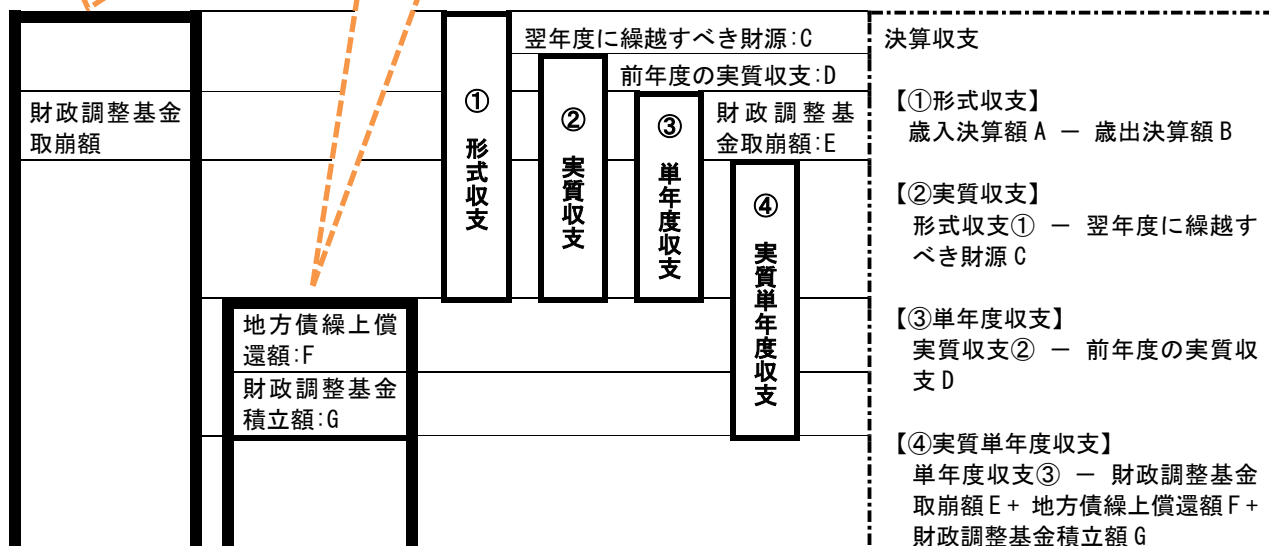 財政調整基金
取崩額
地方債繰上償
還額:F
財政調整基金
積立額:G
① 形式収支
翌年度に繰越すべき財源:C
② 実質収支
前年度の実質収支:D
③ 単年度収支
財政調整基
金取崩額:E
④ 実質単年度収支
決算収支
【①形式収支】
歳入決算額A － 歳出決算額B
【②実質収支】
形式収支① － 翌年度に繰越す
べき財源C
【③単年度収支】
実質収支② － 前年度の実質収
支D
【④実質単年度収支】
単年度収支③ － 財政調整基金
取崩額E+ 地方債繰上償還額F+
財政調整基金積立額G